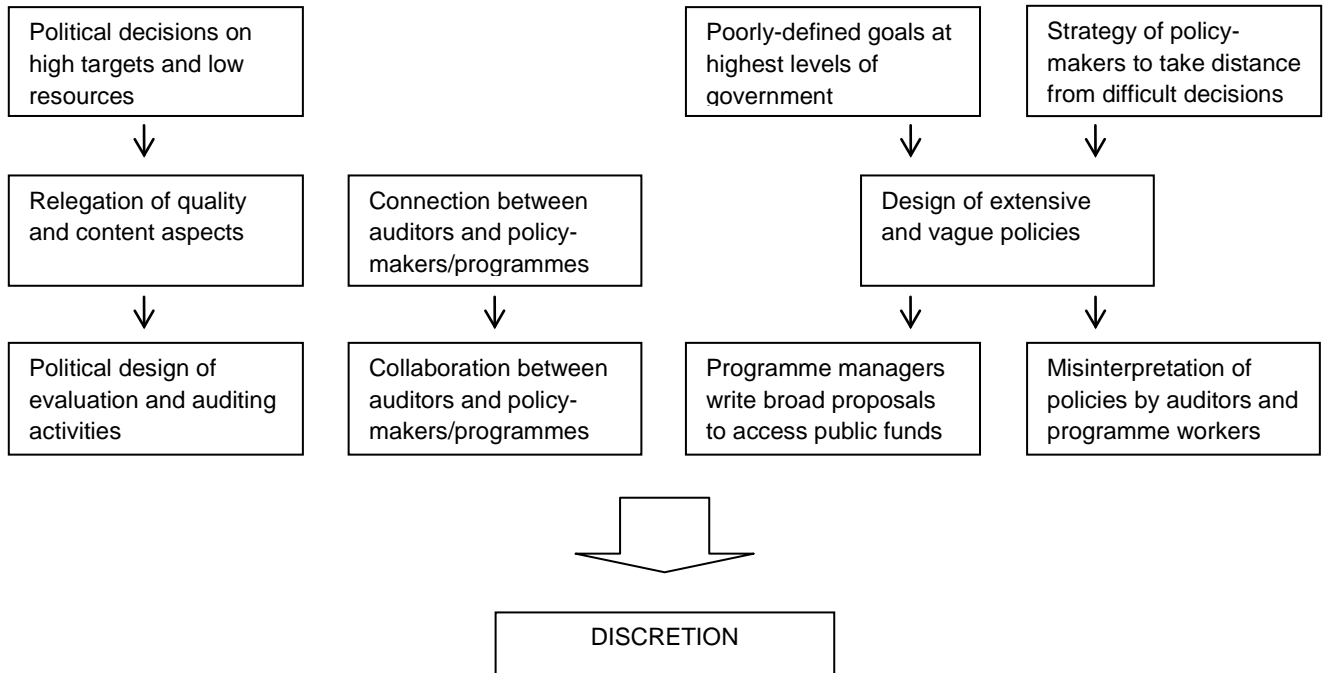 Political decisions on
high targets and low
resources
Poorly-defined goals at
highest levels of
government
Strategy of policy-
makers to take distance
from difficult decisions
Relegation of quality
and content aspects
Connection between
auditors and policy-
makers/programmes
Design of extensive
and vague policies
Political design of
evaluation and auditing
activities
Collaboration between
auditors and policy-
makers/programmes
Programme managers
write broad proposals
to access public funds
Misinterpretation of
policies by auditors and
programme workers
DISCRETION